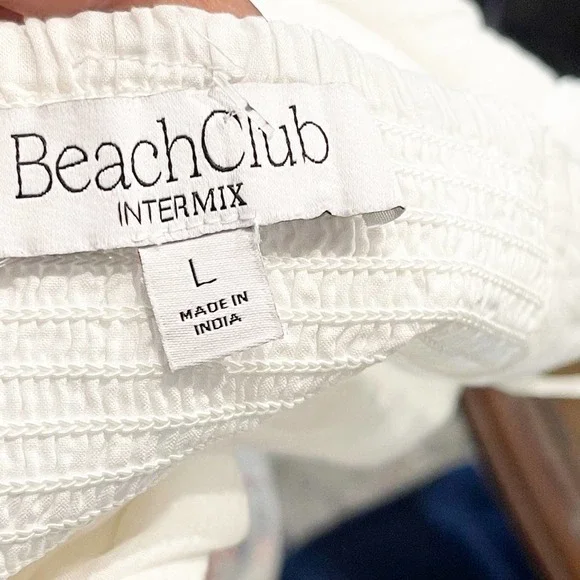 BeachClub
INTERMIX
L
MADE IN
INDIA